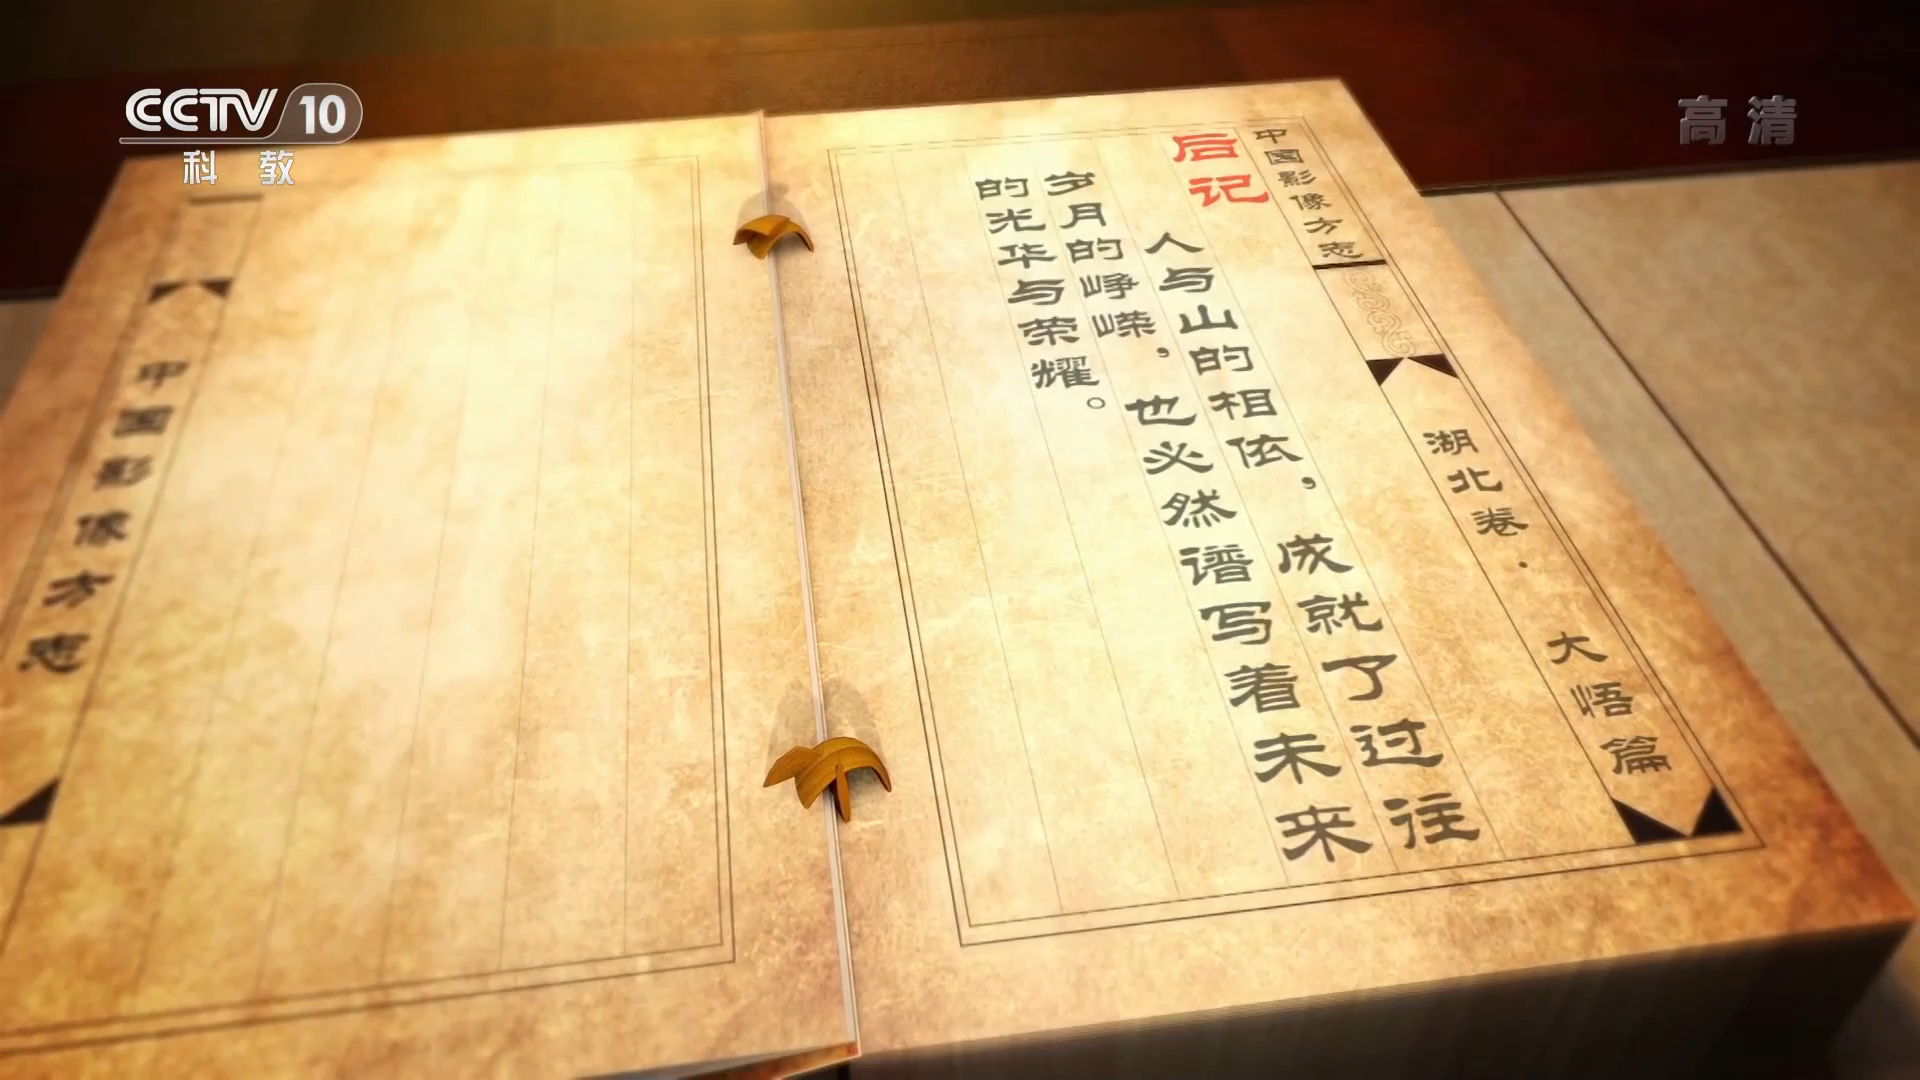 CCTV 10
科教
高清
中国影像方志
湖北卷·大悟篇
后记
人与山的相依，成就了过往
岁月的峥嵘，也必然谱写着未来
的光华与荣耀。
中国影像方志